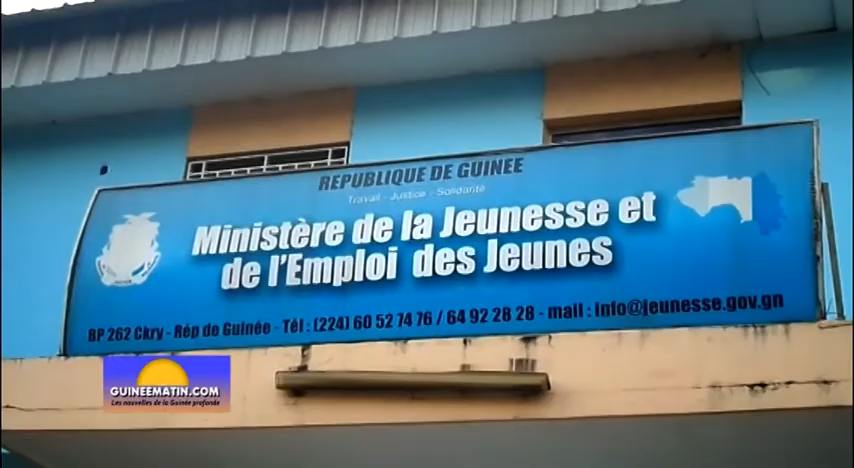 REPUBLIQUE DE GUINEE
Travail - Justice - Solidarité
Ministère de la Jeunesse et
de l'Emploi des Jeunes
BP 262 Ckry - Rép de Guinée - Tél : (224) 60 52 74 76 / 64 92 28 28 - mail : info@jeunesse.gov.gn
GUINEEMATIN.COM
Les nouvelles de la Guinée profonde